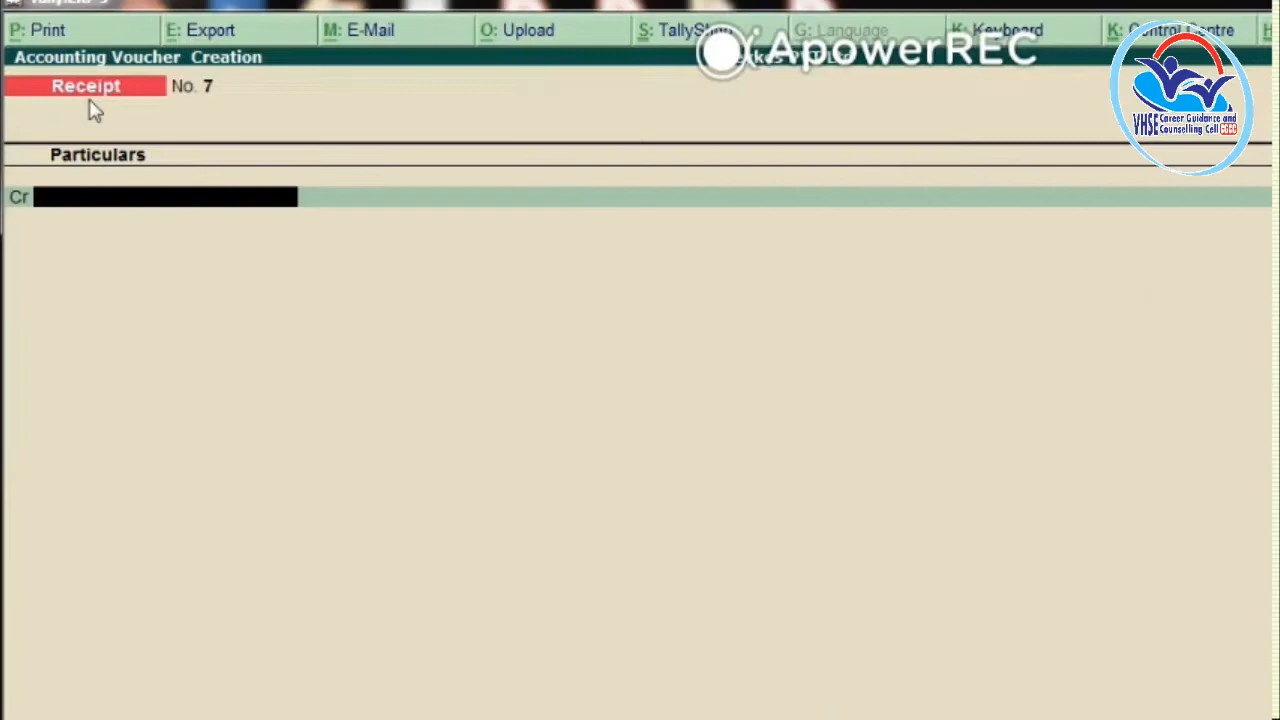 P: Print E: Export M: E-Mail O: Upload S: G: Language K: Keyboard K: Control Centre
ApowerREC
Accounting Voucher Creation
Receipt No. 7
Particulars
Cr
VHSE Career Guidance and
Counselling Cell CGCC